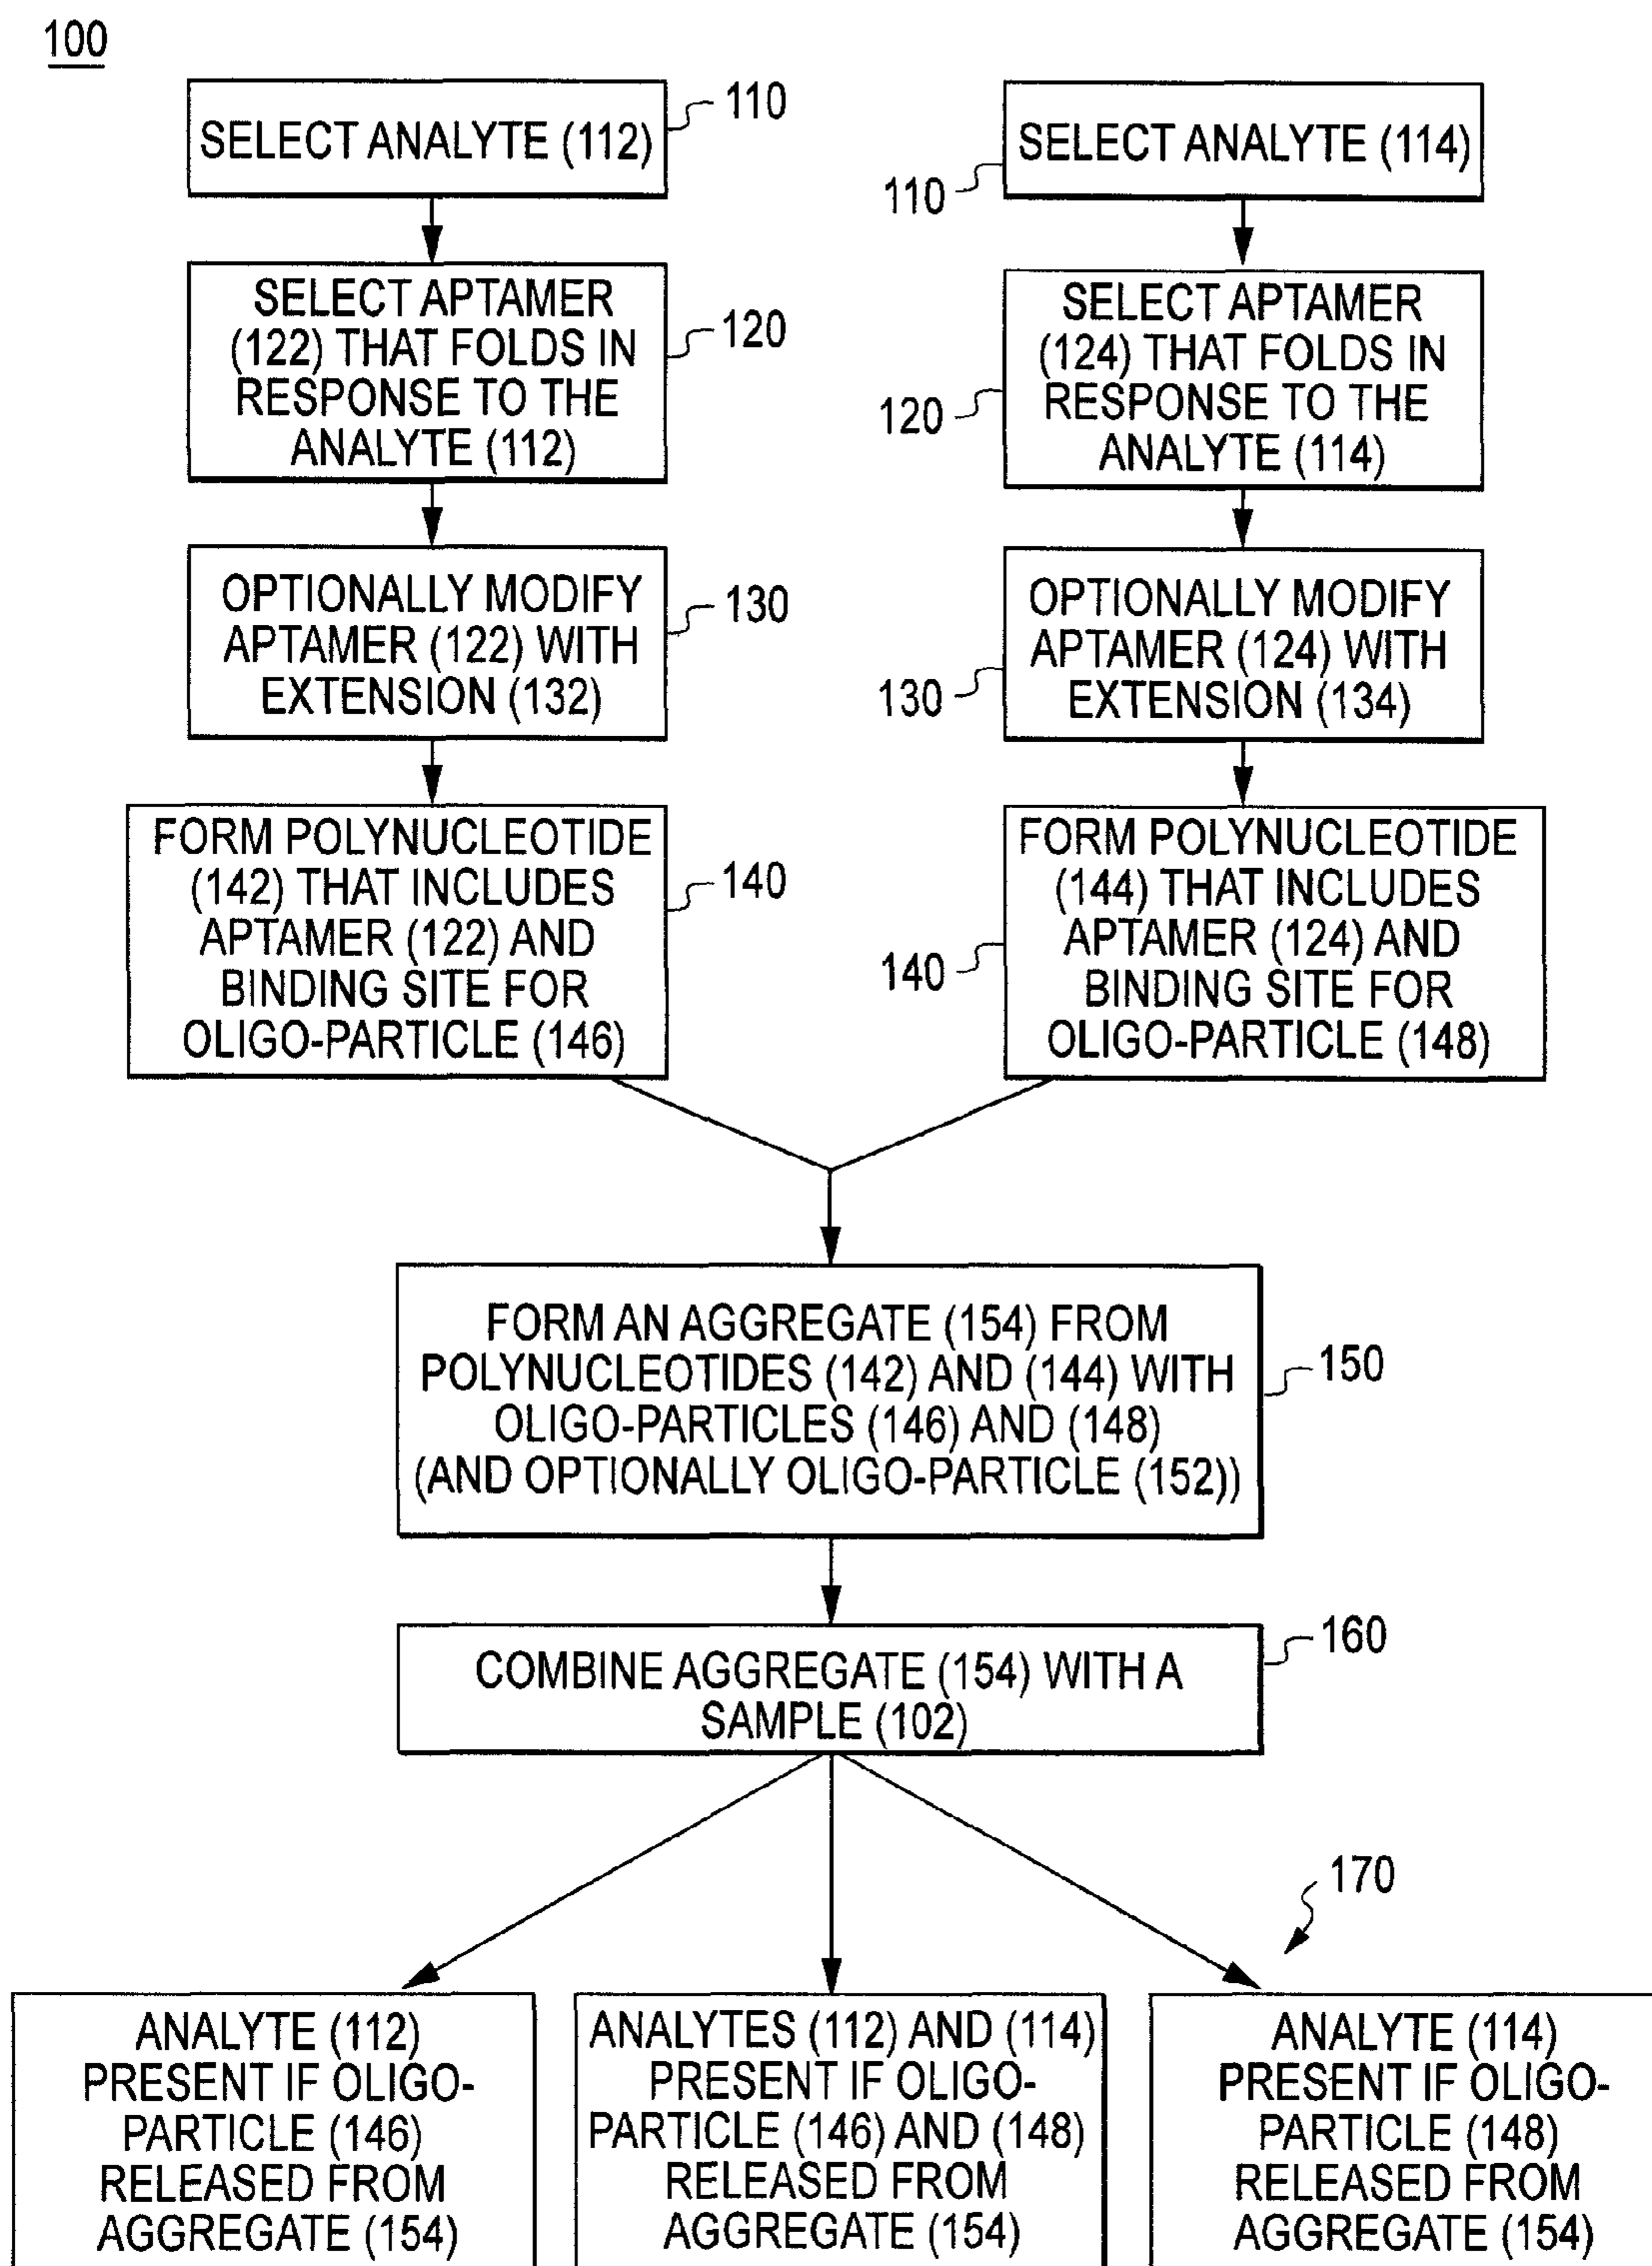 100
SELECT ANALYTE (112)
110
SELECT ANALYTE (114)
110
SELECT APTAMER
(122) THAT FOLDS IN
RESPONSE TO THE
ANALYTE (112)
120
SELECT APTAMER
(124) THAT FOLDS IN
RESPONSE TO THE
ANALYTE (114)
120
OPTIONALLY MODIFY
APTAMER (122) WITH
EXTENSION (132)
130
OPTIONALLY MODIFY
APTAMER (124) WITH
EXTENSION (134)
130
FORM POLYNUCLEOTIDE
(142) THAT INCLUDES
APTAMER (122) AND
BINDING SITE FOR
OLIGO-PARTICLE (146)
140
FORM POLYNUCLEOTIDE
(144) THAT INCLUDES
APTAMER (124) AND
BINDING SITE FOR
OLIGO-PARTICLE (148)
140
FORM AN AGGREGATE (154) FROM
POLYNUCLEOTIDES (142) AND (144) WITH
OLIGO-PARTICLES (146) AND (148)
(AND OPTIONALLY OLIGO-PARTICLE (152))
150
COMBINE AGGREGATE (154) WITH A
SAMPLE (102)
160
170
ANALYTE (112)
PRESENT IF OLIGO-
PARTICLE (146)
RELEASED FROM
AGGREGATE (154)
ANALYTES (112) AND (114)
PRESENT IF OLIGO-
PARTICLE (146) AND (148)
RELEASED FROM
AGGREGATE (154)
ANALYTE (114)
PRESENT IF OLIGO-
PARTICLE (148)
RELEASED FROM
AGGREGATE (154)